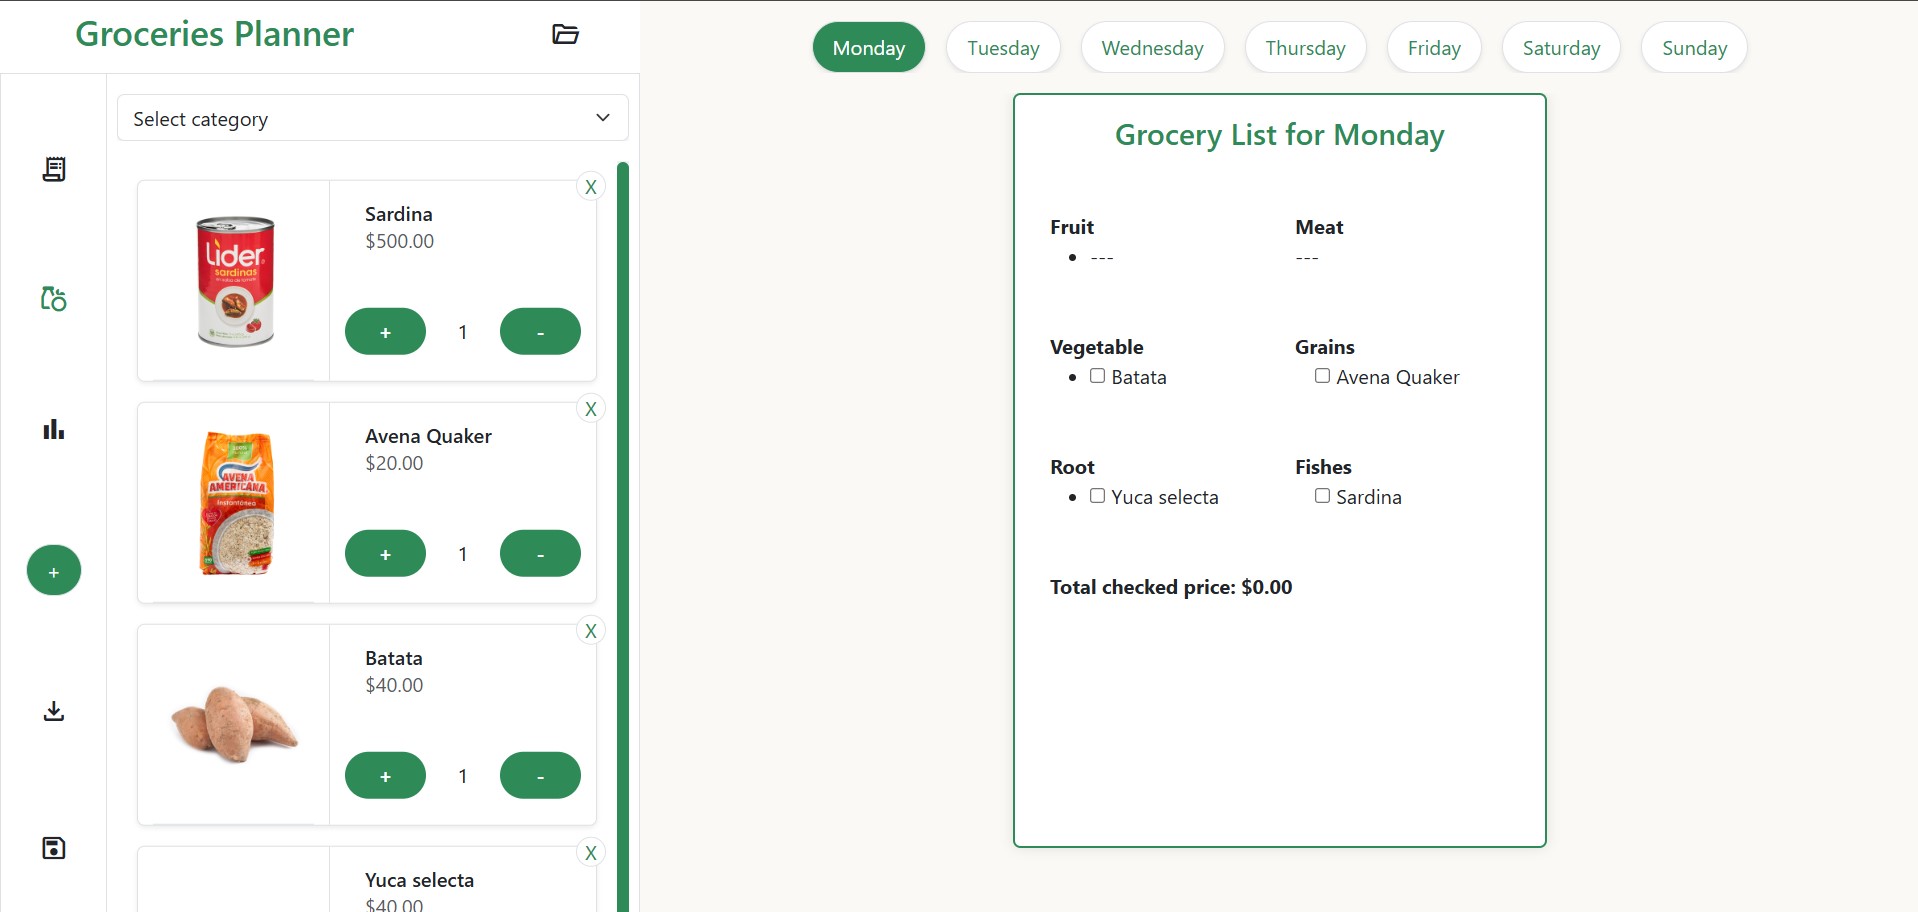 Groceries Planner
Monday
Tuesday
Wednesday
Thursday
Friday
Saturday
Sunday
Select category
X
Sardina
$500.00
Lider
sardinas
+ 1 -
X
Avena Quaker
$20.00
AVENA
AMERICANA
Instantánea
+ 1 -
X
Batata
$40.00
+ 1 -
X
Yuca selecta
$40.00
+
Grocery List for Monday
Fruit
• ---
Meat
---
Vegetable
• Batata
Grains
Avena Quaker
Root
• Yuca selecta
Fishes
Sardina
Total checked price: $0.00